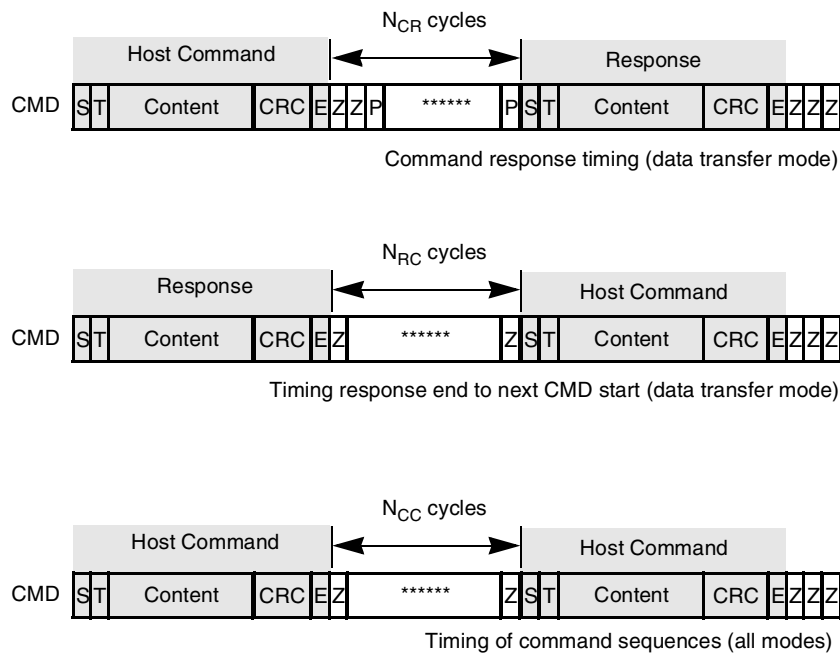 N_CR cycles
Host Command Response
CMD S T Content CRC E Z Z P ****** P S T Content CRC E Z Z Z
Command response timing (data transfer mode)
N_RC cycles
Response Host Command
CMD S T Content CRC E Z ****** Z S T Content CRC E Z Z Z
Timing response end to next CMD start (data transfer mode)
N_CC cycles
Host Command Host Command
CMD S T Content CRC E Z ****** Z S T Content CRC E Z Z Z
Timing of command sequences (all modes)